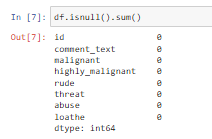 In [7]: df.isnull().sum()
Out[7]: id 0
comment_text 0
malignant 0
highly_malignant 0
rude 0
threat 0
abuse 0
loathe 0
dtype: int64